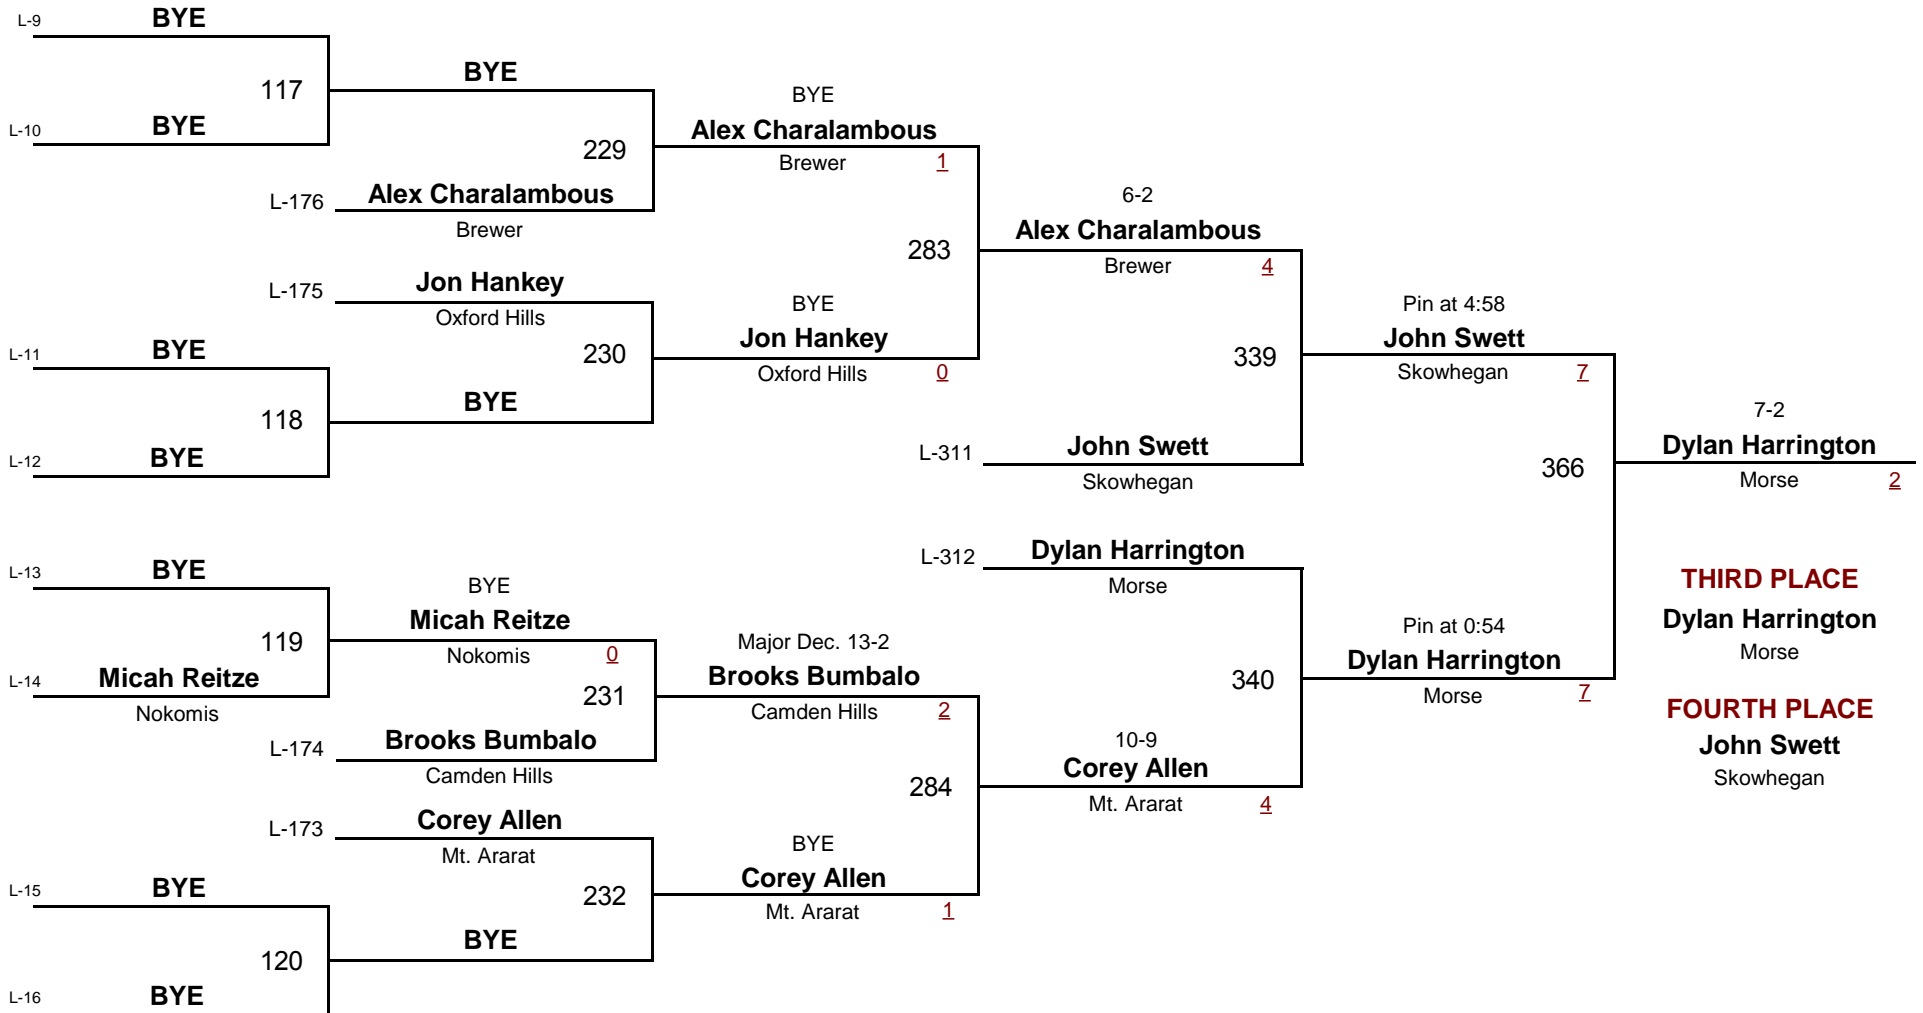 L-9 BYE
117
L-10 BYE
BYE
229
L-176 Alex Charalambous
Brewer
BYE
Alex Charalambous
Brewer 1
L-175 Jon Hankey
Oxford Hills
230
L-11 BYE
118
L-12 BYE
BYE
BYE
Jon Hankey
Oxford Hills 0
283
6-2
Alex Charalambous
Brewer 4
339
L-311 John Swett
Skowhegan
Pin at 4:58
John Swett
Skowhegan 7
366
7-2
Dylan Harrington
Morse 2
L-13 BYE
119
L-14 Micah Reitze
Nokomis
BYE
Micah Reitze
Nokomis 0
231
L-174 Brooks Bumbalo
Camden Hills
Major Dec. 13-2
Brooks Bumbalo
Camden Hills 2
L-173 Corey Allen
Mt. Ararat
232
L-15 BYE
120
L-16 BYE
BYE
BYE
Corey Allen
Mt. Ararat 1
284
10-9
Corey Allen
Mt. Ararat 4
L-312 Dylan Harrington
Morse
340
Pin at 0:54
Dylan Harrington
Morse 7
THIRD PLACE
Dylan Harrington
Morse
FOURTH PLACE
John Swett
Skowhegan